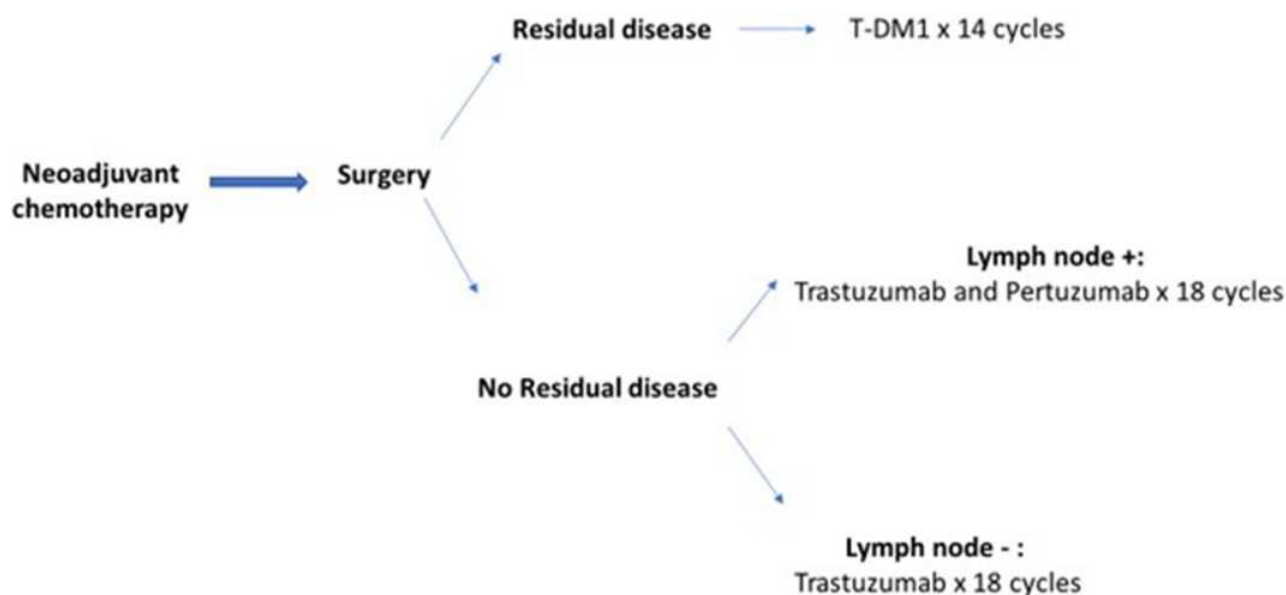 Residual disease
T-DM1 x 14 cycles
Neoadjuvant
chemotherapy
Surgery
Lymph node +:
Trastuzumab and Pertuzumab x 18 cycles
No Residual disease
Lymph node - :
Trastuzumab x 18 cycles